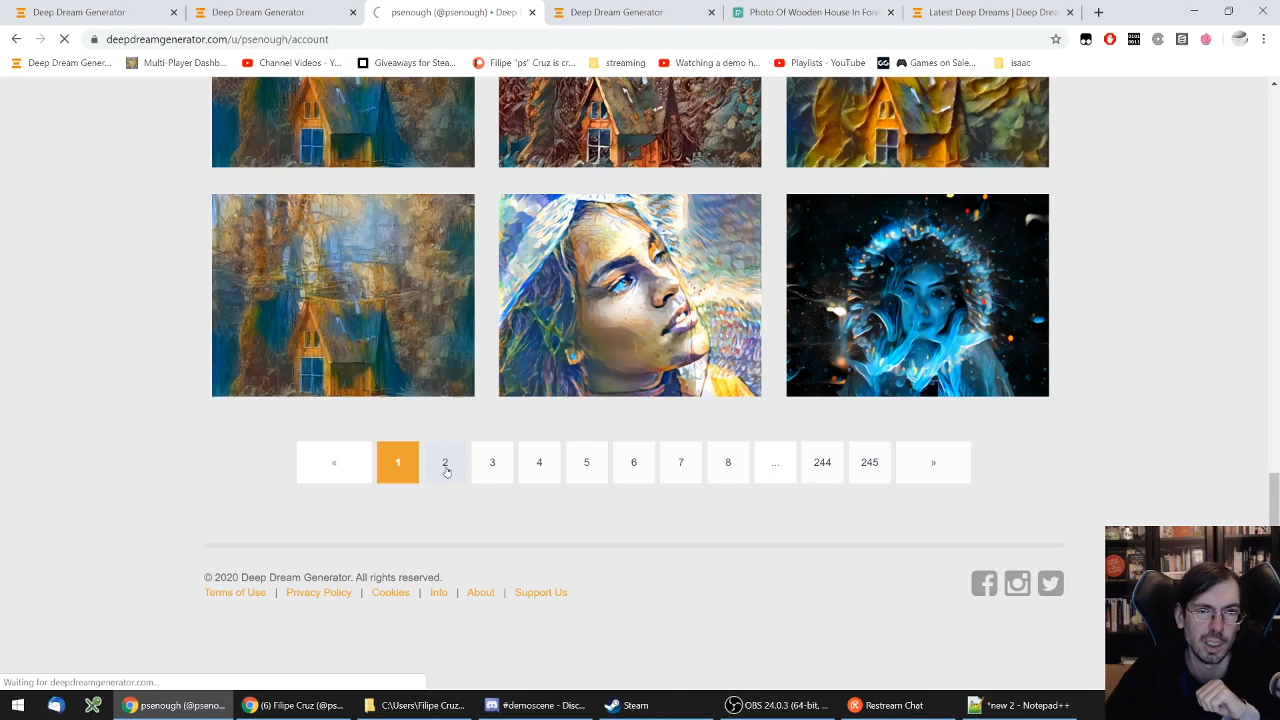 Deep Dream Generator
Deep Dream Generator
psenough (@psenough) • Deep
Deep Dream Generator
Photo Of Wooden House In Fore
Latest Deep Dreams | Deep Drea
deepdreamgenerator.com/u/psenough/account
Deep Dream Gener...
Multi-Player Dashb...
Channel Videos - Y...
Giveaways for Stea...
Filipe "ps" Cruz is cr...
streaming
Watching a demo h...
Playlists - YouTube
GG
Games on Sale...
isaac
« 1 2 3 4 5 6 7 8 ... 244 245 »
© 2020 Deep Dream Generator. All rights reserved.
Terms of Use | Privacy Policy | Cookies | Info | About | Support Us
Waiting for deepdreamgenerator.com...
psenough (@pseno...
(6) Filipe Cruz (@ps...
C:\Users\Filipe Cruz...
#demoscene - Disc...
Steam
OBS 24.0.3 (64-bit, ...
Restream Chat
*new 2 - Notepad++